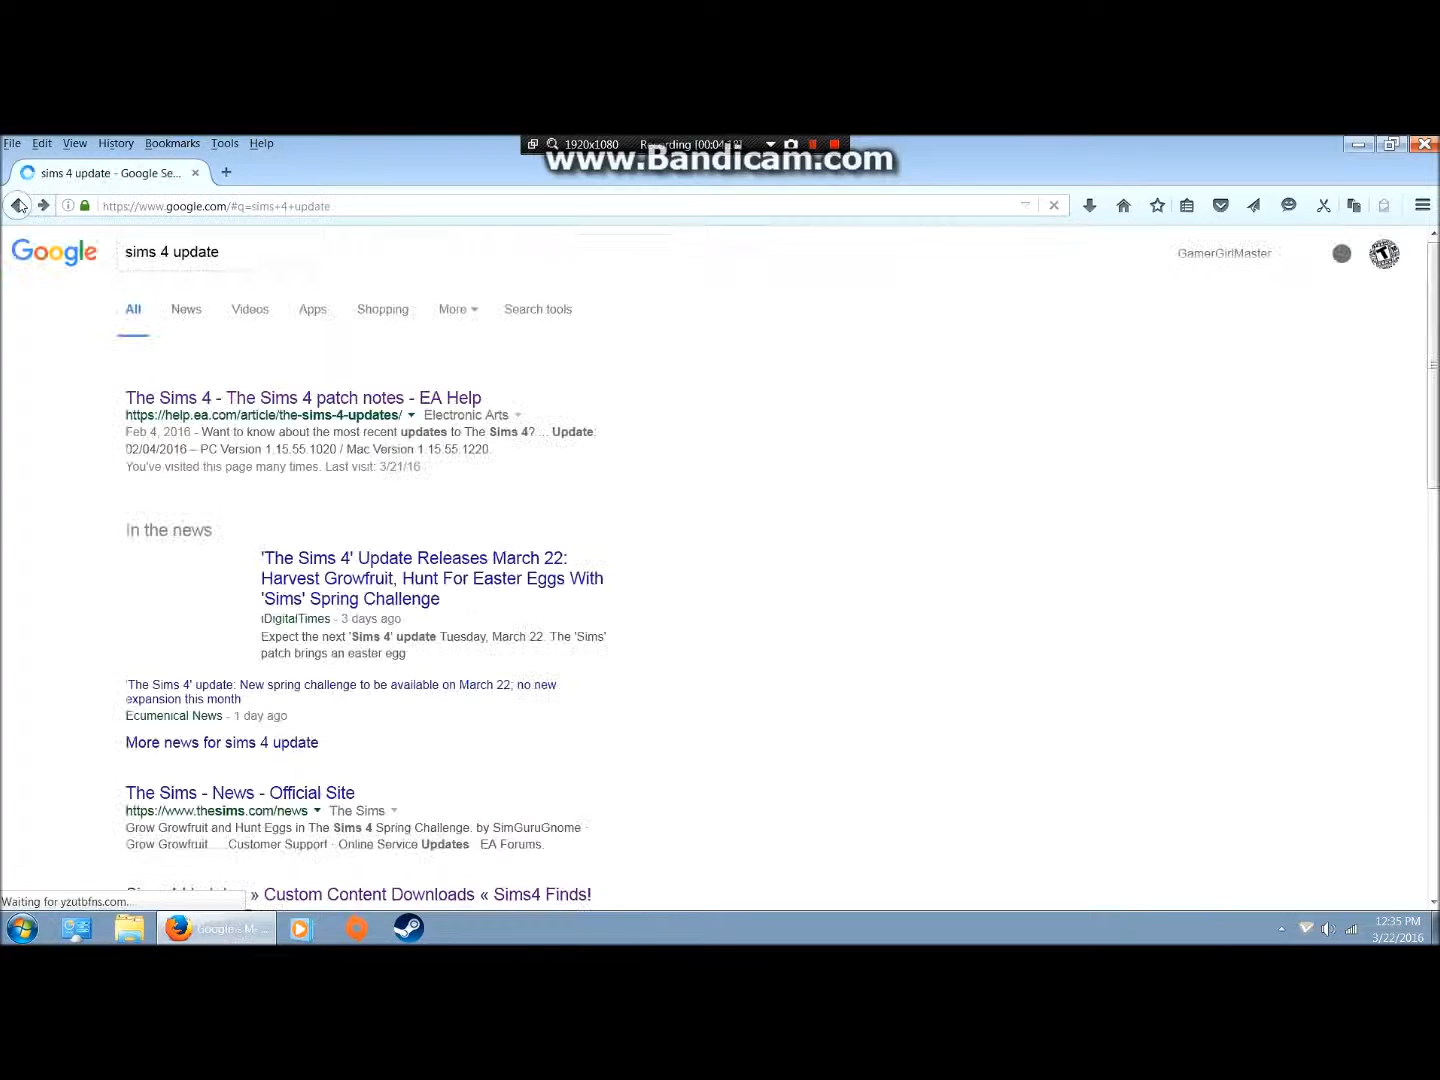 File Edit View History Bookmarks Tools Help
1920x1080
www.Bandicam.com
sims 4 update - Google Se...
https://www.google.com/#q=sims+4+update
Google
sims 4 update
GamerGirlMaster
All News Videos Apps Shopping More Search tools
The Sims 4 - The Sims 4 patch notes - EA Help
https://help.ea.com/article/the-sims-4-updates/ Electronic Arts
Feb 4, 2016 - Want to know about the most recent updates to The Sims 4? ... Update:
02/04/2016 – PC Version 1.15.55.1020 / Mac Version 1.15.55.1220.
You've visited this page many times. Last visit: 3/21/16
In the news
'The Sims 4' Update Releases March 22:
Harvest Growfruit, Hunt For Easter Eggs With
'Sims' Spring Challenge
iDigitalTimes - 3 days ago
Expect the next 'Sims 4' update Tuesday, March 22. The 'Sims'
patch brings an easter egg
'The Sims 4' update: New spring challenge to be available on March 22; no new
expansion this month
Ecumenical News - 1 day ago
More news for sims 4 update
The Sims - News - Official Site
https://www.thesims.com/news The Sims
Grow Growfruit and Hunt Eggs in The Sims 4 Spring Challenge. by SimGuruGnome ·
Grow Growfruit ... Customer Support · Online Service Updates · EA Forums.
» Custom Content Downloads « Sims4 Finds!
Waiting for yzutbfns.com...
Google - M...
12:35 PM
3/22/2016